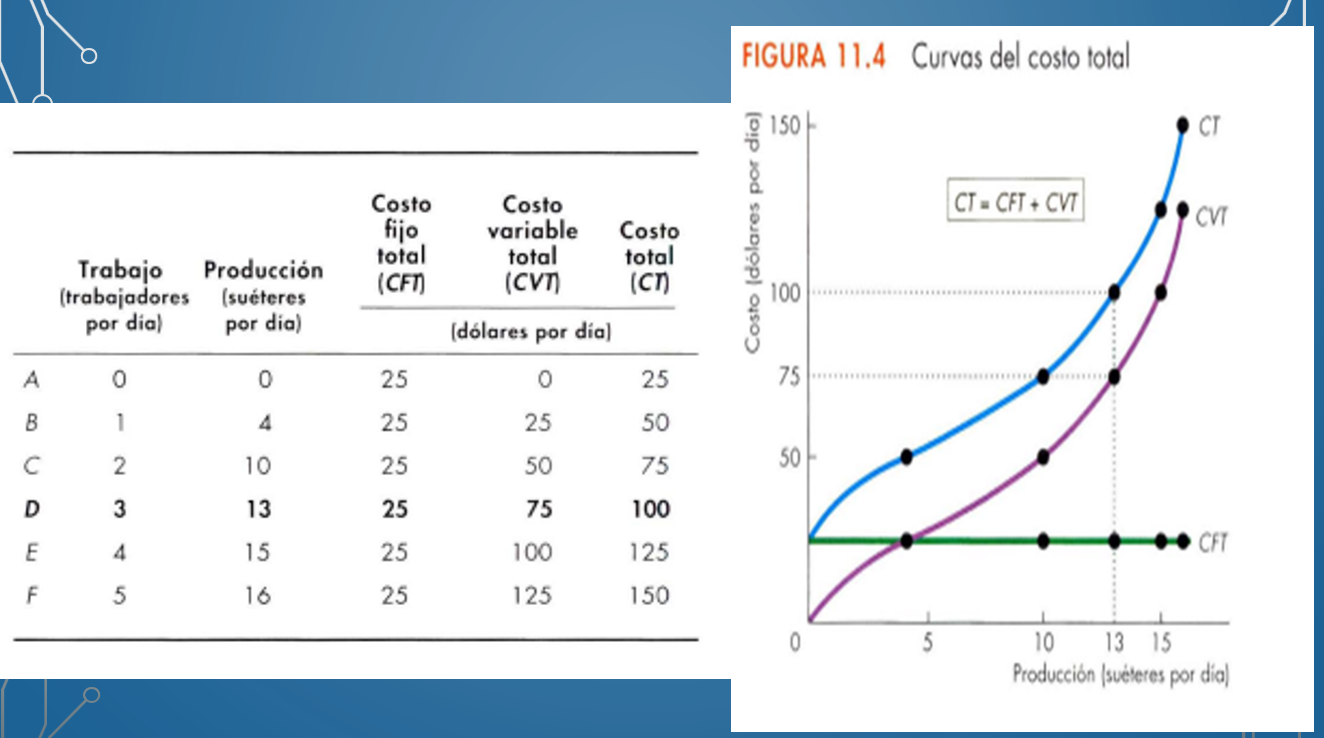 Costo
fijo
total
(CFT)
Costo
variable
total
(CVT)
Costo
total
(CT)
Trabajo
(trabajadores
por día)
Producción
(suéteres
por día)
(dólares por día)
A 0 0 25 0 25
B 1 4 25 25 50
C 2 10 25 50 75
D 3 13 25 75 100
E 4 15 25 100 125
F 5 16 25 125 150
FIGURA 11.4 Curvas del costo total
Costo (dólares por día)
150
100
75
50
0
CT = CFT + CVT
CT
CVT
CFT
5 10 13 15
Producción (suéteres por día)